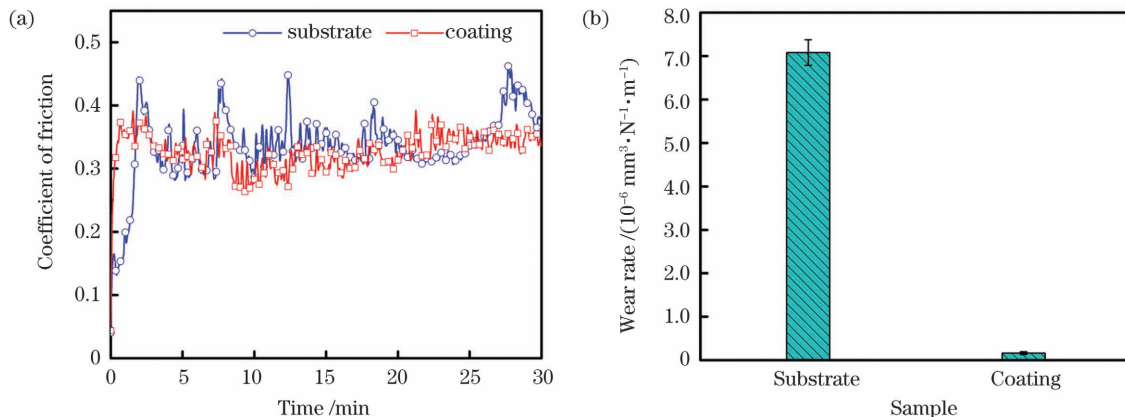 (a)
substrate coating
Coefficient of friction
0.5
0.4
0.3
0.2
0.1
0
0 5 10 15 20 25 30
Time /min
(b)
Wear rate /(10⁻⁶ mm³·N⁻¹·m⁻¹)
8.0
7.0
6.0
5.0
4.0
3.0
2.0
1.0
0
Substrate Coating
Sample